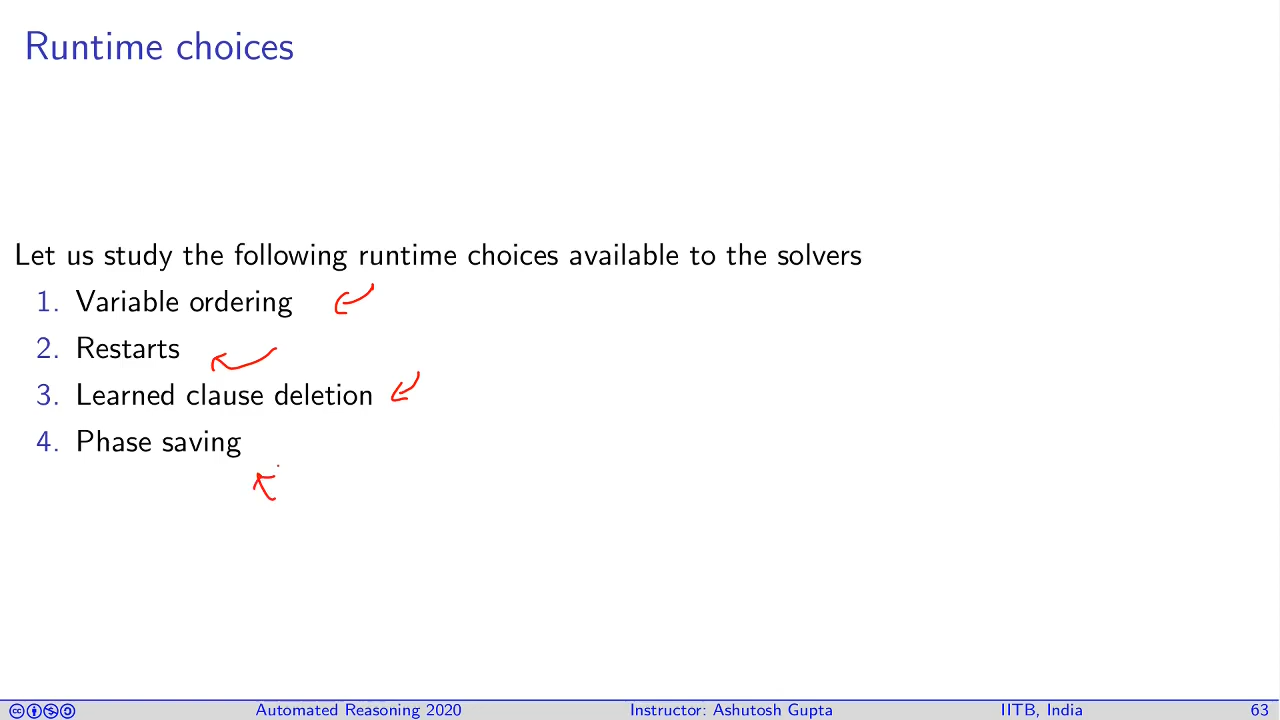 Runtime choices
Let us study the following runtime choices available to the solvers
1. Variable ordering
2. Restarts
3. Learned clause deletion
4. Phase saving
Automated Reasoning 2020 Instructor: Ashutosh Gupta IITB, India 63